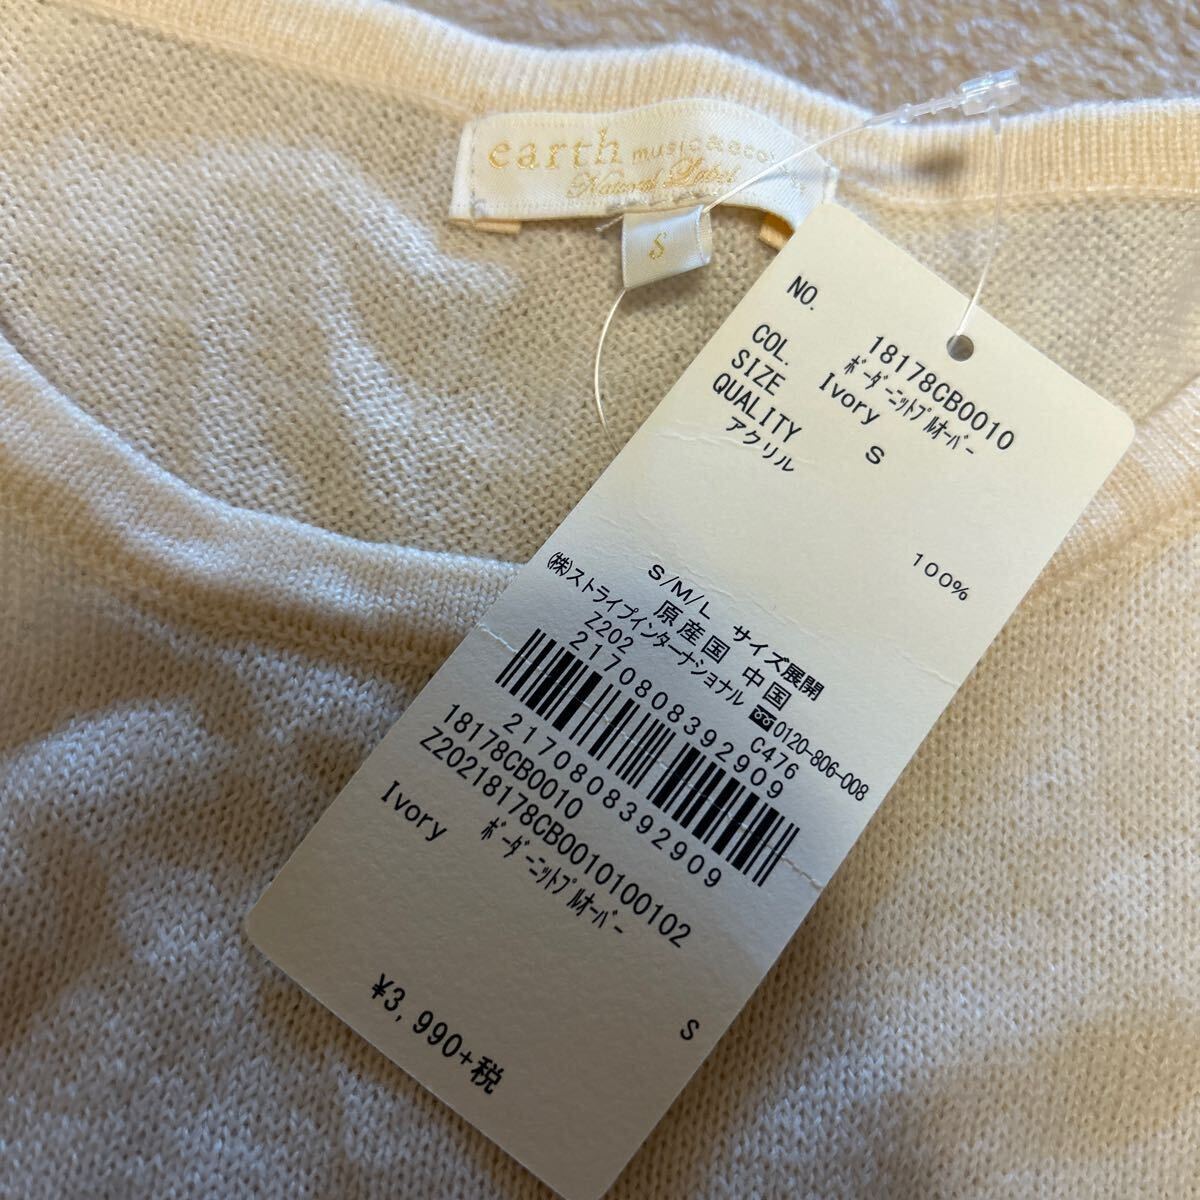 earth music & eco
Natural Label
S
NO. 18178CB0010
ﾎﾞｰﾀﾞｰﾆｯﾄﾌﾟﾙｵｰﾊﾞｰ
COL. Ivory
SIZE S
QUALITY
アクリル 100%
S/M/L サイズ展開
原産国 中国
(株)ストライプインターナショナル 0120-806-008
Z202 C476
2170808392909
2170808392909
18178CB0010
Z20218178CB0010100102
ﾎﾞｰﾀﾞｰﾆｯﾄﾌﾟﾙｵｰﾊﾞｰ
Ivory S
¥3,990+税